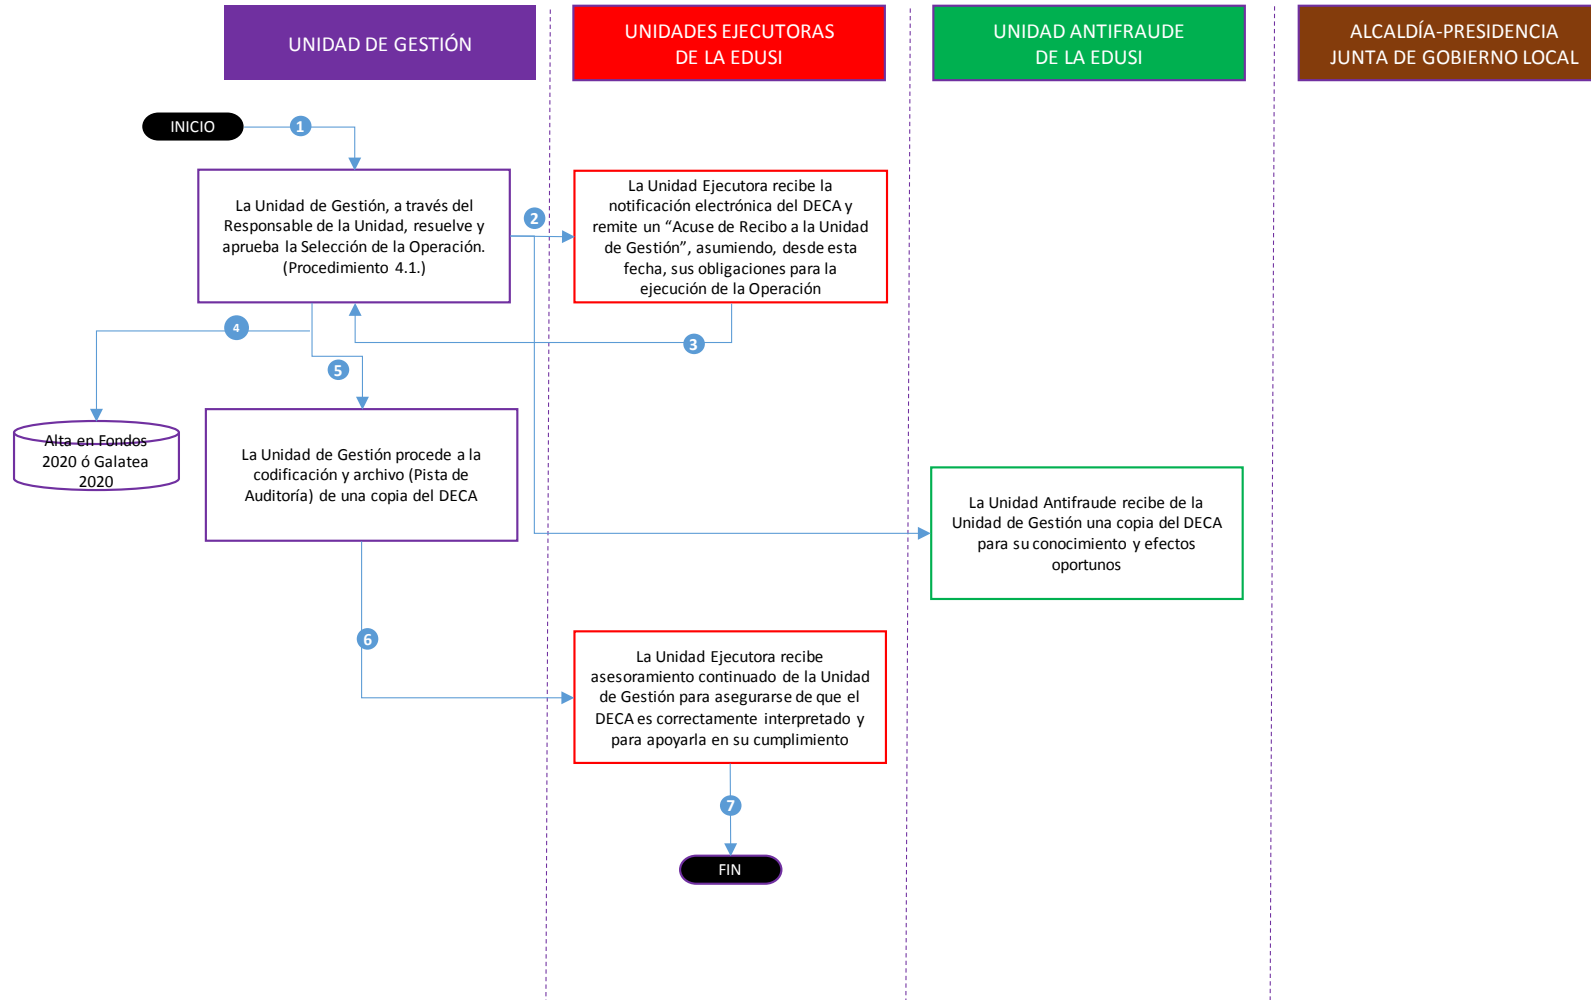 UNIDAD DE GESTIÓN
UNIDADES EJECUTORAS
DE LA EDUSI
UNIDAD ANTIFRAUDE
DE LA EDUSI
ALCALDÍA-PRESIDENCIA
JUNTA DE GOBIERNO LOCAL
INICIO
1
La Unidad de Gestión, a través del
Responsable de la Unidad, resuelve y
aprueba la Selección de la Operación.
(Procedimiento 4.1.)
2
La Unidad Ejecutora recibe la
notificación electrónica del DECA y
remite un “Acuse de Recibo a la Unidad
de Gestión”, asumiendo, desde esta
fecha, sus obligaciones para la
ejecución de la Operación
3
4
5
Alta en Fondos
2020 ó Galatea
2020
La Unidad de Gestión procede a la
codificación y archivo (Pista de
Auditoría) de una copia del DECA
La Unidad Antifraude recibe de la
Unidad de Gestión una copia del DECA
para su conocimiento y efectos
oportunos
6
La Unidad Ejecutora recibe
asesoramiento continuado de la Unidad
de Gestión para asegurarse de que el
DECA es correctamente interpretado y
para apoyarla en su cumplimiento
7
FIN